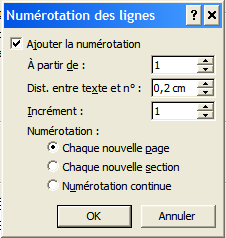 Numérotation des lignes
Ajouter la numérotation
À partir de : 1
Dist. entre texte et n° : 0,2 cm
Incrément : 1
Numérotation :
Chaque nouvelle page
Chaque nouvelle section
Numérotation continue
OK Annuler